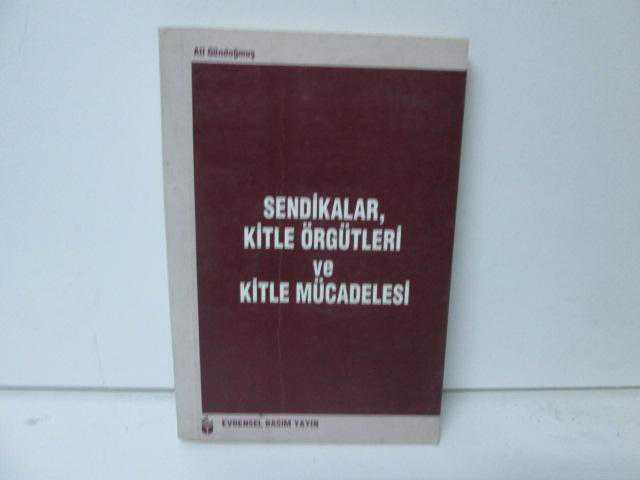 Ali Gündoğmuş
SENDİKALAR,
KİTLE ÖRGÜTLERİ
ve
KİTLE MÜCADELESİ
EVRENSEL BASIM YAYIN